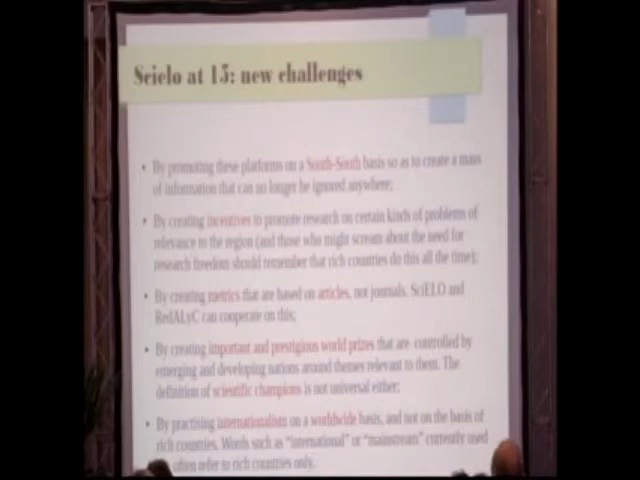 Scielo at 15: new challenges
• By promoting these platforms on a South-South basis so as to create a mass
of information that can no longer be ignored anywhere;
• By creating incentives to promote research on certain kinds of problems of
relevance to the region (and those who might scream about the need for
research freedom should remember that rich countries do this all the time);
• By creating metrics that are based on articles, not journals. SciELO and
RedALyC can cooperate on this;
• By creating important and prestigious world prizes that are controlled by
emerging and developing nations around themes relevant to them. The
definition of scientific champions is not universal either;
• By practising internationalism on a worldwide basis, and not on the basis of
rich countries. Words such as "international" or "mainstream" currently used
often refer to rich countries only.